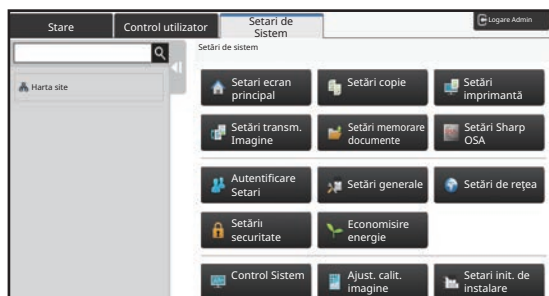 Stare
Control utilizator
Setari de
Sistem
Logare Admin
Setări de sistem
Harta site
Setari ecran
principal
Setări copie
Setări
imprimantă
Setări transm.
Imagine
Setări memorare
documente
Setări Sharp
OSA
Autentificare
Setari
Setări generale
Setări de rețea
Setării
securitate
Economisire
energie
Control Sistem
Ajust. calit.
imagine
Setari init. de
instalare